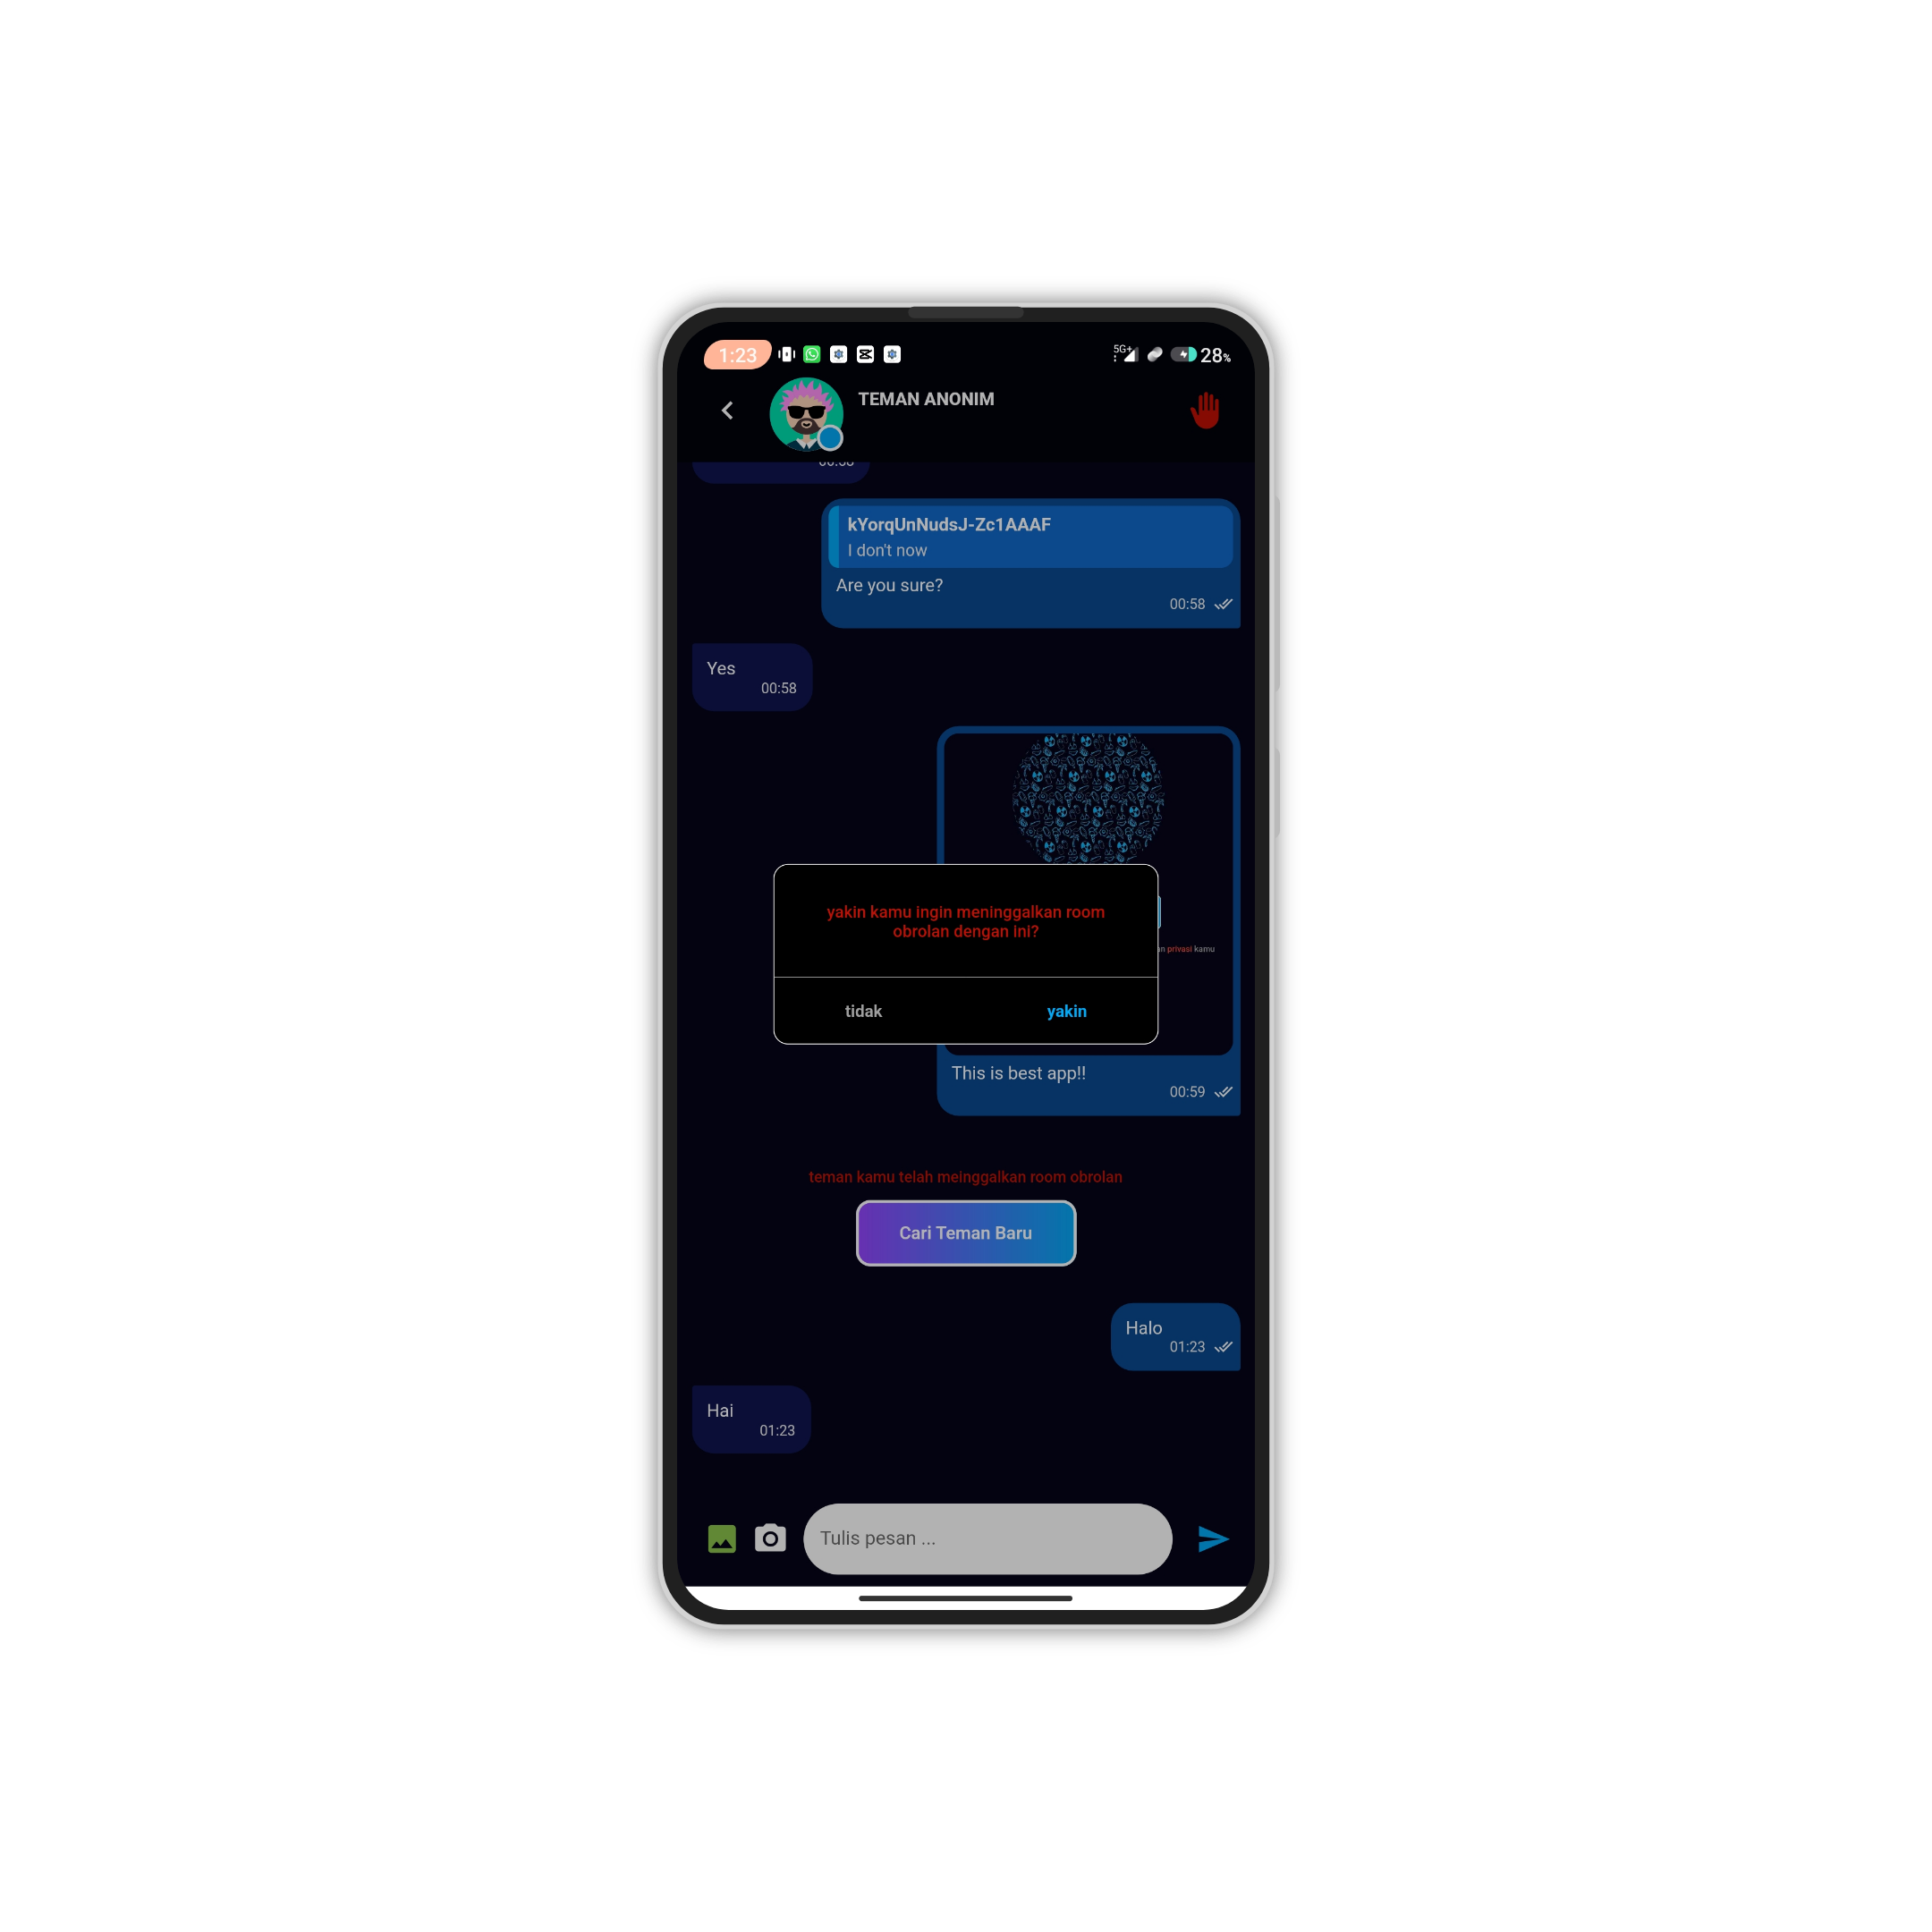 1:23
5G+
28%
TEMAN ANONIM
kYorqUnNudsJ-Zc1AAAF
I don't now
Are you sure?
00:58
Yes
00:58
yakin kamu ingin meninggalkan room
obrolan dengan ini?
privasi kamu
tidak
yakin
This is best app!!
00:59
teman kamu telah meinggalkan room obrolan
Cari Teman Baru
Halo
01:23
Hai
01:23
Tulis pesan ...